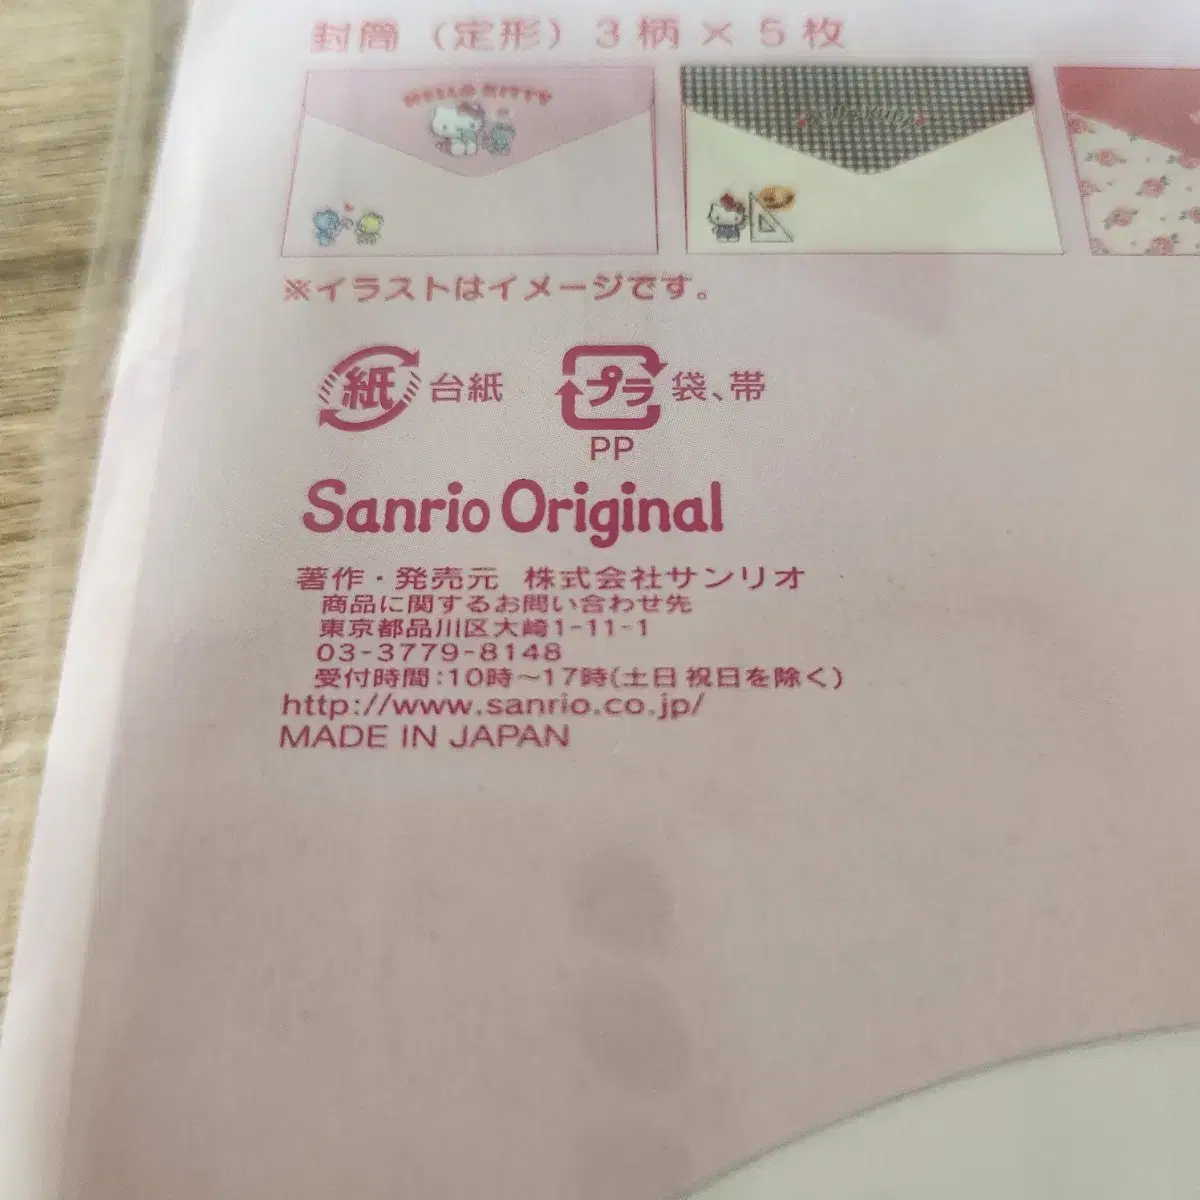 封筒（定形）3柄×5枚
HELLO KITTY
※イラストはイメージです。
紙 台紙
プラ 袋、帯
PP
Sanrio Original
著作・発売元 株式会社サンリオ
商品に関するお問い合わせ先
東京都品川区大崎1-11-1
03-3779-8148
受付時間:10時〜17時(土日祝日を除く)
http://www.sanrio.co.jp/
MADE IN JAPAN